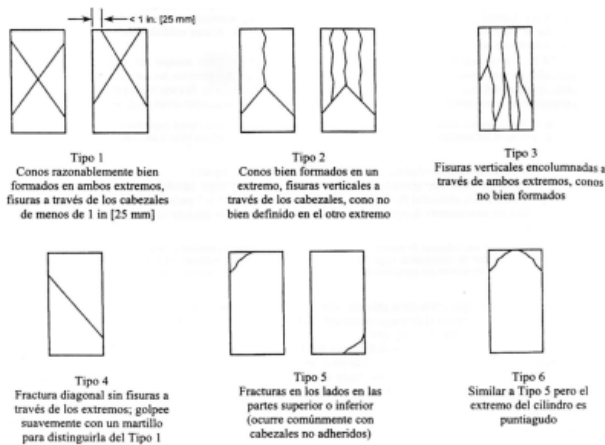 < 1 in. [25 mm]
Tipo 1
Conos razonablemente bien
formados en ambos extremos,
fisuras a través de los cabezales
de menos de 1 in [25 mm]
Tipo 2
Conos bien formados en un
extremo, fisuras verticales a
través de los cabezales, cono no
bien definido en el otro extremo
Tipo 3
Fisuras verticales encolumnadas a
través de ambos extremos, conos
no bien formados
Tipo 4
Fractura diagonal sin fisuras a
través de los extremos; golpee
suavemente con un martillo
para distinguirla del Tipo 1
Tipo 5
Fracturas en los lados en las
partes superior o inferior
(ocurre comúnmente con
cabezales no adheridos)
Tipo 6
Similar a Tipo 5 pero el
extremo del cilindro es
puntiagudo